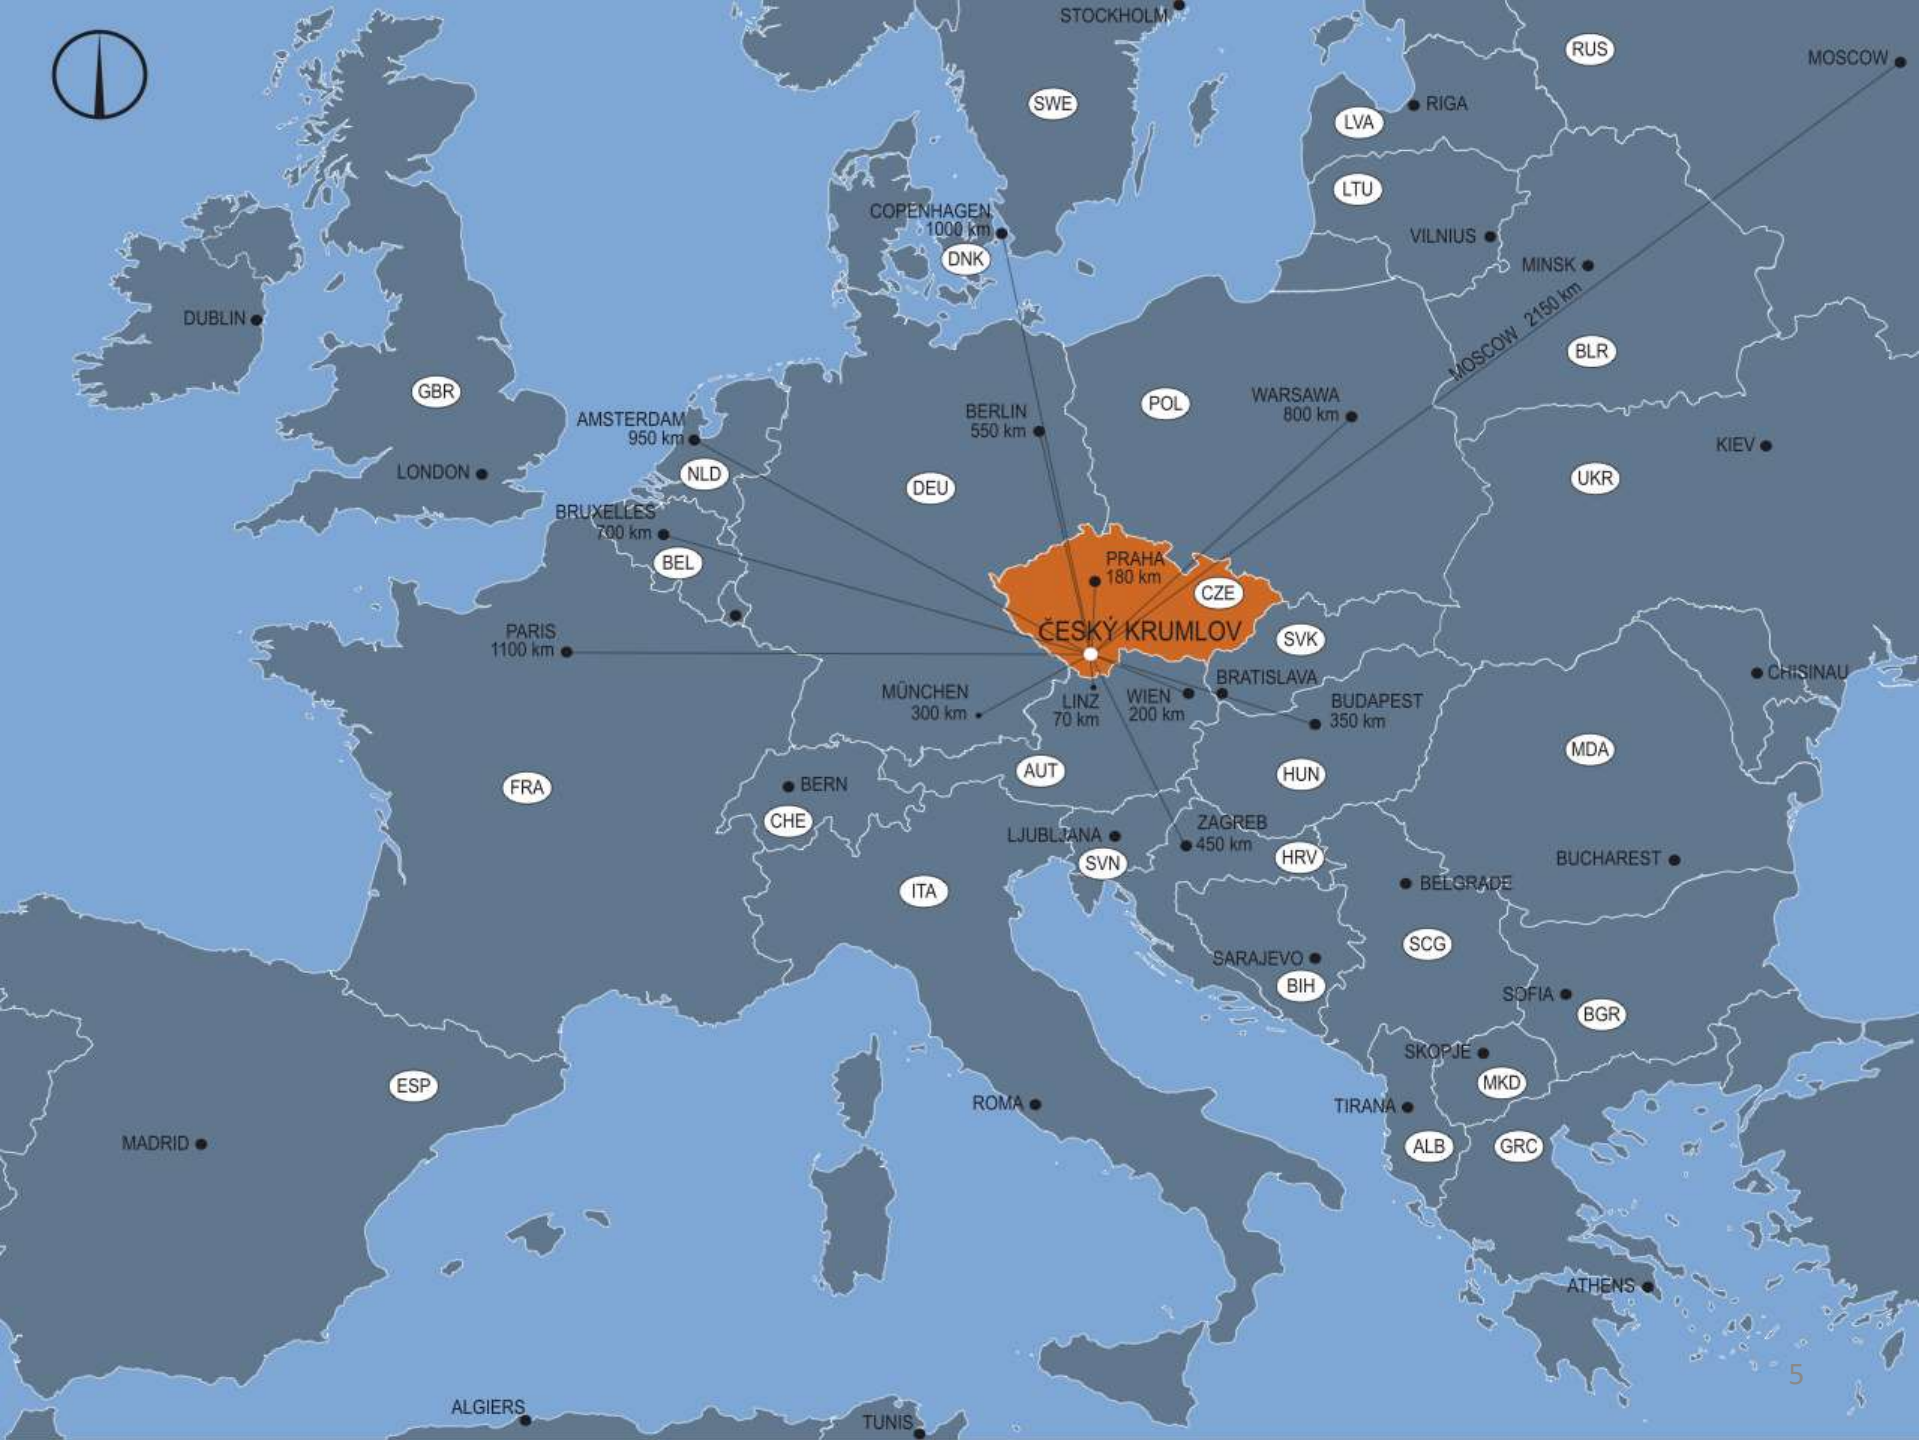 STOCKHOLM
RUS
MOSCOW
SWE
RIGA
LVA
LTU
COPENHAGEN
1000 km
VILNIUS
DNK
MINSK
DUBLIN
MOSCOW 2150 km
BLR
GBR
POL
WARSAWA
800 km
AMSTERDAM
950 km
BERLIN
550 km
KIEV
LONDON
NLD
DEU
UKR
BRUXELLES
700 km
BEL
PRAHA
180 km
CZE
PARIS
1100 km
ČESKÝ KRUMLOV
SVK
CHISINAU
MÜNCHEN
300 km
LINZ
70 km
WIEN
200 km
BRATISLAVA
BUDAPEST
350 km
MDA
AUT
HUN
FRA
BERN
CHE
LJUBLJANA
ZAGREB
450 km
SVN
HRV
BUCHAREST
ITA
BELGRADE
SCG
SARAJEVO
BIH
SOFIA
BGR
SKOPJE
MKD
ESP
ROMA
TIRANA
MADRID
ALB
GRC
ATHENS
5
ALGIERS
TUNIS